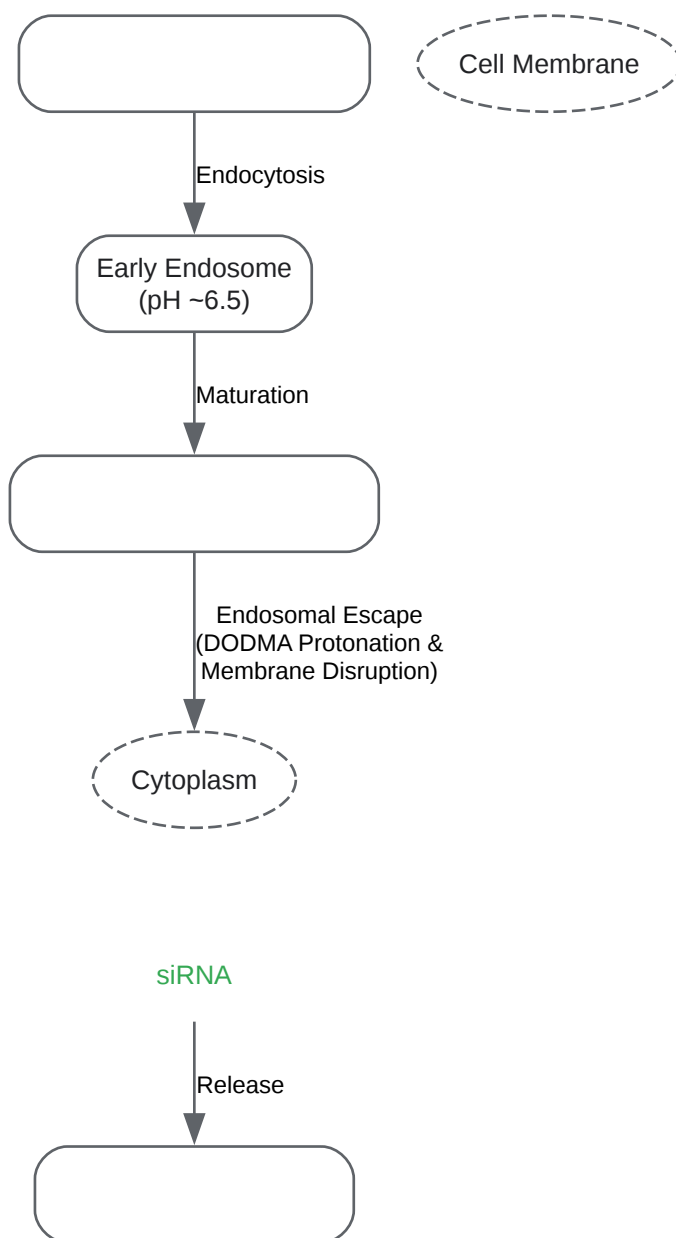 Cell Membrane
Endocytosis
Early Endosome
(pH ~6.5)
Maturation
Endosomal Escape
(DODMA Protonation &
Membrane Disruption)
Cytoplasm
siRNA
Release